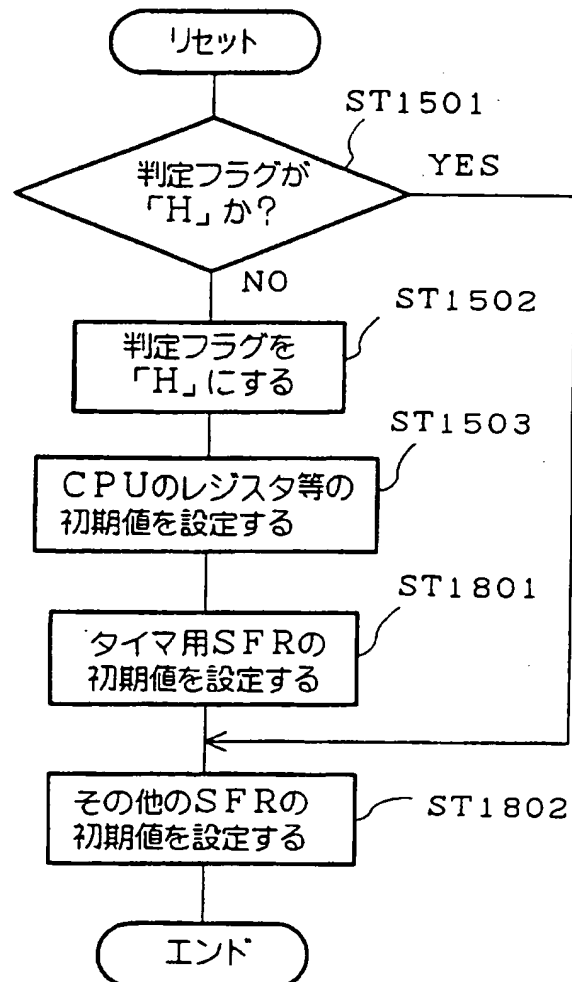 リセット
ST1501
判定フラグが
「H」か?
YES
NO
ST1502
判定フラグを
「H」にする
ST1503
CPUのレジスタ等の
初期値を設定する
ST1801
タイマ用SFRの
初期値を設定する
その他のSFRの
初期値を設定する
ST1802
エンド